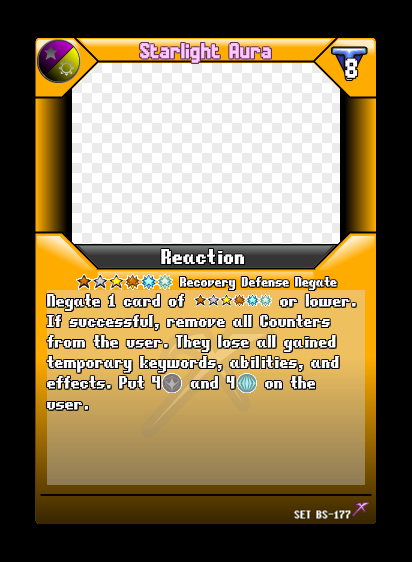 Starlight Aura
8
Reaction
Recovery Defense Negate
Negate 1 card of or lower.
If successful, remove all Counters
from the user. They lose all gained
temporary keywords, abilities, and
effects. Put 4 and 4 on the
user.
SET BS-177